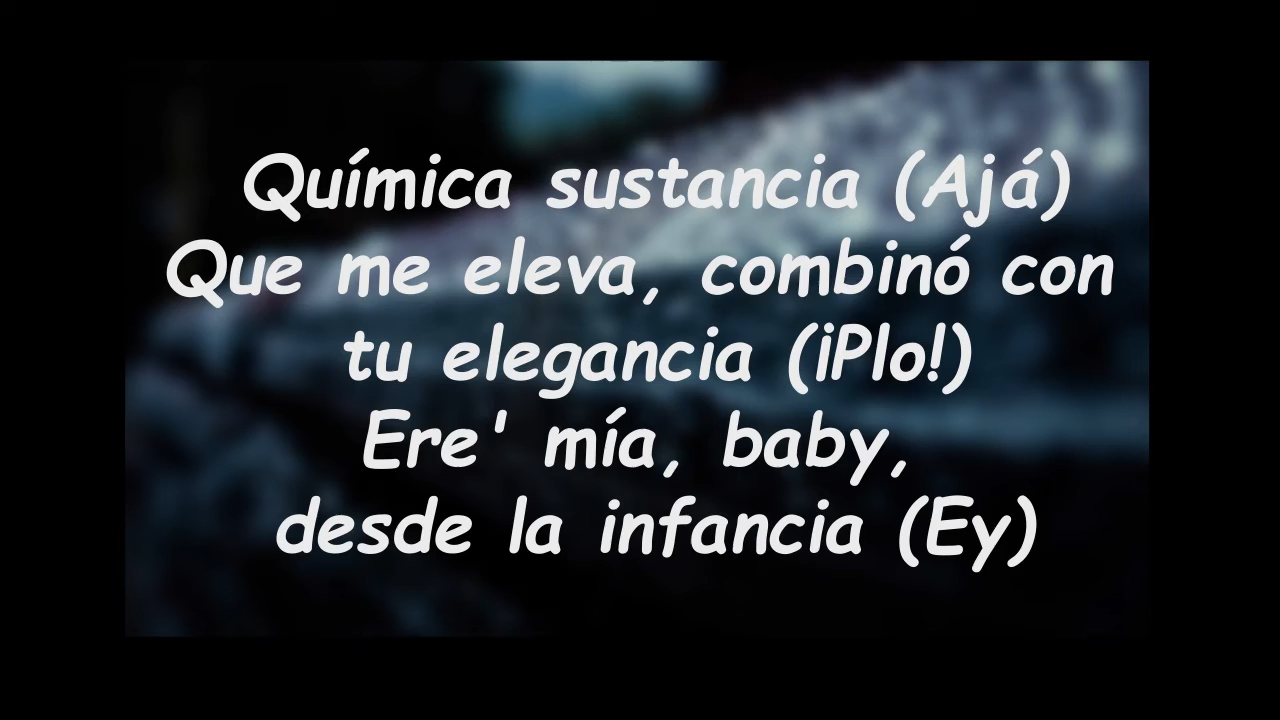 Química sustancia (Ajá)
Que me eleva, combinó con
tu elegancia (¡Plo!)
Ere' mía, baby,
desde la infancia (Ey)